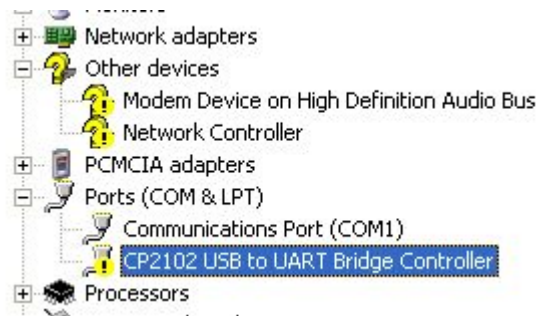 Network adapters
Other devices
Modem Device on High Definition Audio Bus
Network Controller
PCMCIA adapters
Ports (COM & LPT)
Communications Port (COM1)
CP2102 USB to UART Bridge Controller
Processors